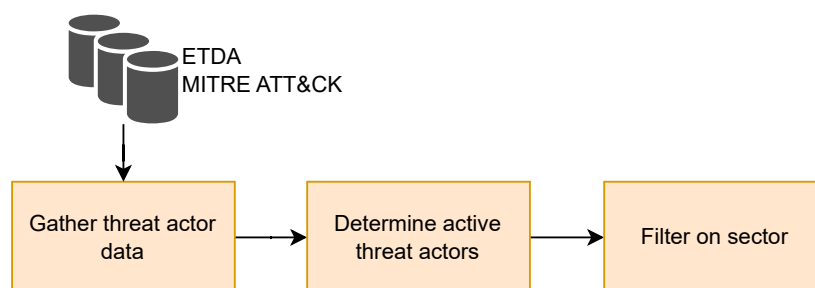 ETDA
MITRE ATT&CK
Gather threat actor
data
Determine active
threat actors
Filter on sector